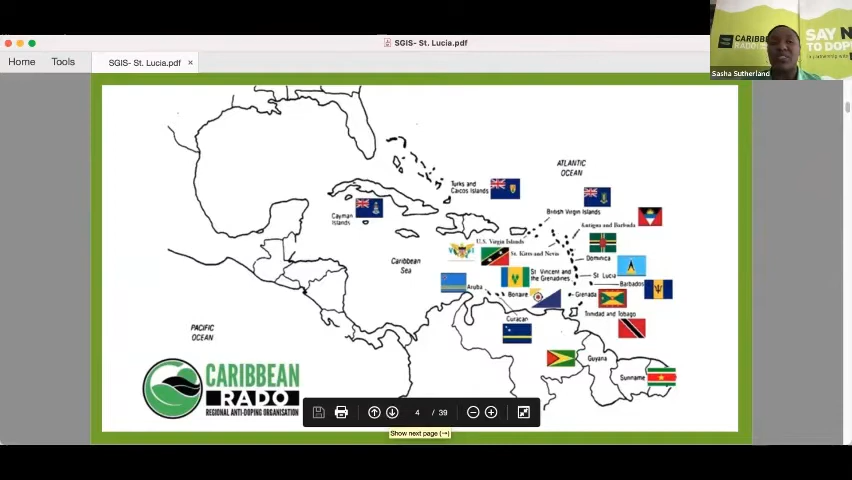 SGIS- St. Lucia.pdf
Home
Tools
SGIS- St. Lucia.pdf ×
CARIBBEAN
RADO
SAY N
TO DOP
Sasha Sutherland
ATLANTIC
OCEAN
Turks and
Caicos Islands
British Virgin Islands
Cayman
Islands
Antigua and Barbuda
U.S. Virgin Islands
St. Kitts and Nevis
Dominica
Caribbean
Sea
St Vincent and
the Grenadines
St Lucia
Barbados
Aruba
Bonaire
Grenada
Trinidad and Tobago
Curacao
PACIFIC
OCEAN
Guyana
Suriname
CARIBBEAN
RADO
REGIONAL ANTI-DOPING ORGANISATION
4 / 39
Show next page (→)